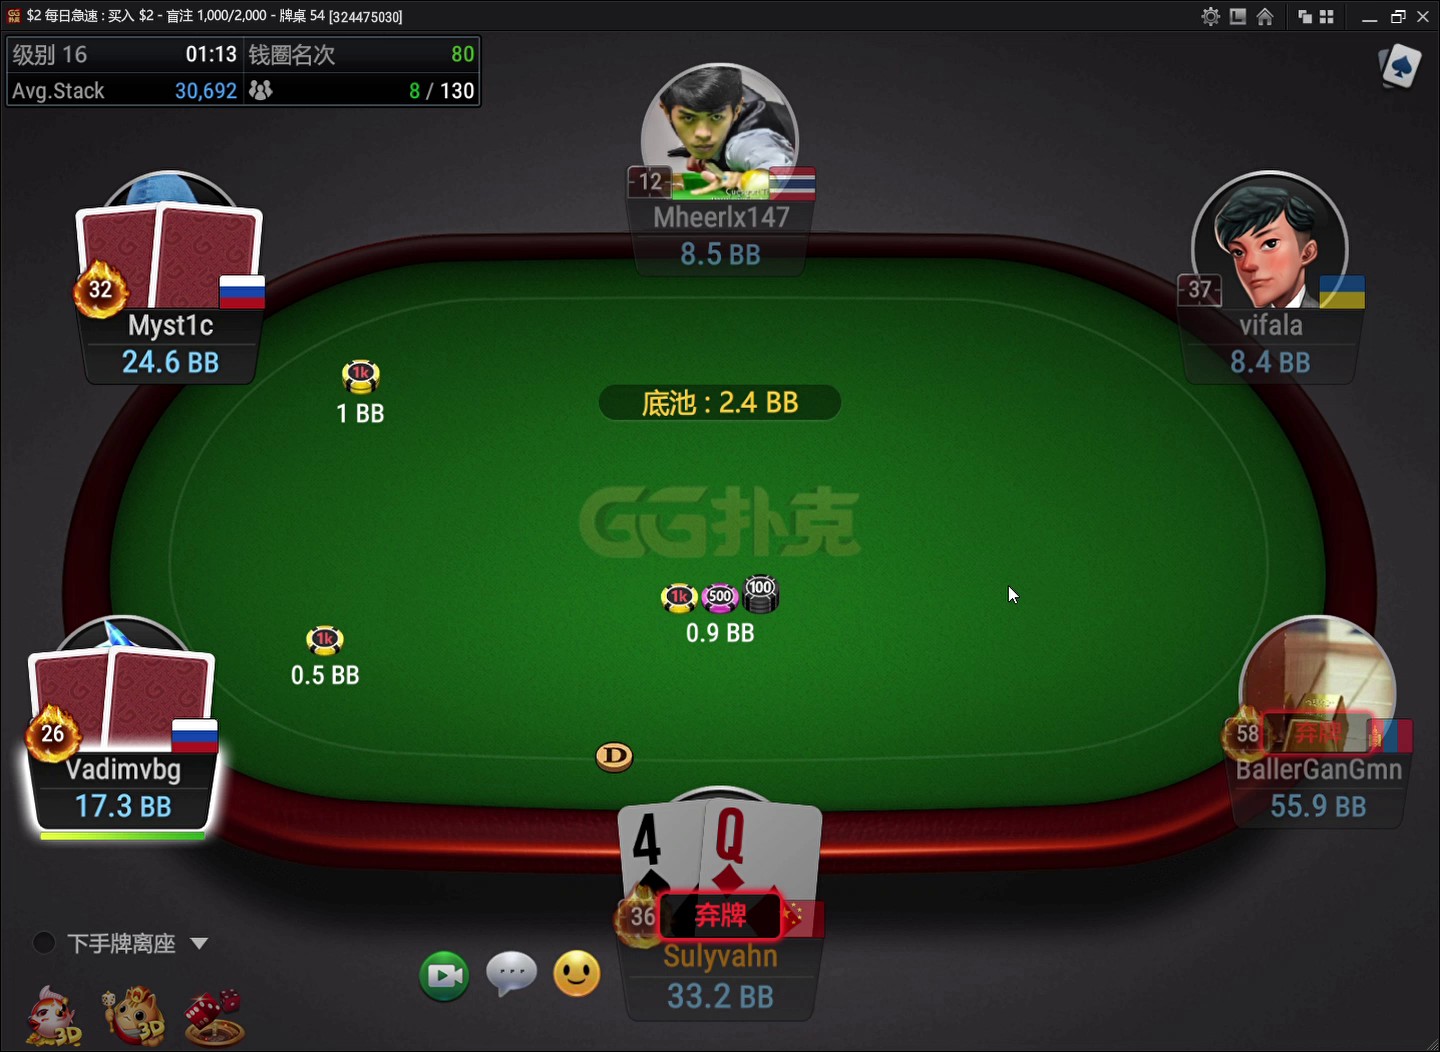 $2 每日急速 : 买入 $2 - 盲注 1,000/2,000 - 牌桌 54 [324475030]
级别 16 01:13 钱圈名次 80
Avg.Stack 30,692 8 / 130
12
Mheerlx147
8.5 BB
32
Myst1c
24.6 BB
37
vifala
8.4 BB
1k
1 BB
底池 : 2.4 BB
GG扑克
1k 500 100
0.9 BB
1k
0.5 BB
26
Vadimvbg
17.3 BB
58 弃牌
BallerGanGmn
55.9 BB
D
4 Q
36 弃牌
Sulyvahn
33.2 BB
下手牌离座
3D 3D